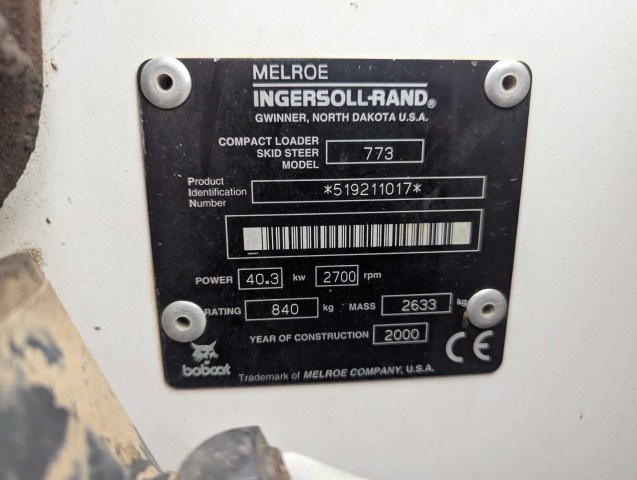 MELROE
INGERSOLL-RAND®
GWINNER, NORTH DAKOTA U.S.A.
COMPACT LOADER
SKID STEER
MODEL 773
Product
Identification
Number *519211017*
POWER 40.3 kw 2700 rpm
RATING 840 kg MASS 2633 kg
YEAR OF CONSTRUCTION 2000
bobcat Trademark of MELROE COMPANY, U.S.A. CE